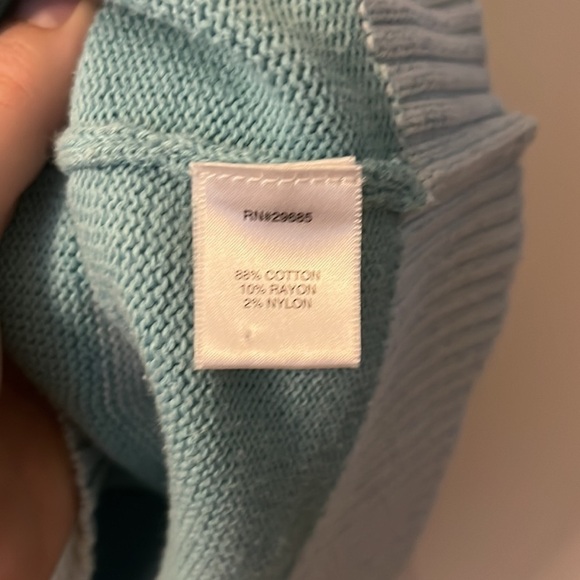 RN#29685
88% COTTON
10% RAYON
2% NYLON